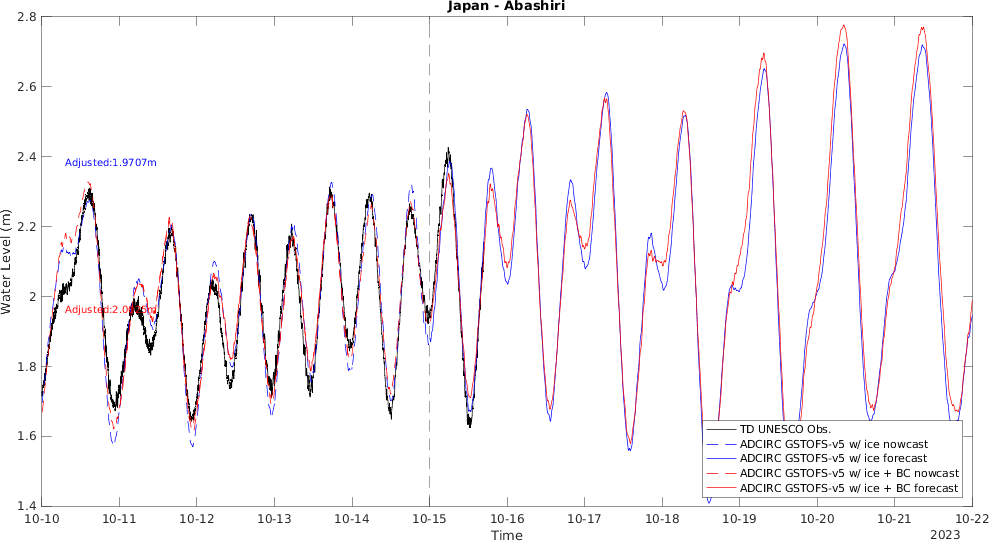 Japan - Abashiri
Water Level (m)
2.8
2.6
2.4
2.2
2
1.8
1.6
1.4
Adjusted:1.9707m
TD UNESCO Obs.
ADCIRC GSTOFS-v5 w/ ice nowcast
ADCIRC GSTOFS-v5 w/ ice forecast
ADCIRC GSTOFS-v5 w/ ice + BC nowcast
ADCIRC GSTOFS-v5 w/ ice + BC forecast
10-10 10-11 10-12 10-13 10-14 10-15 10-16 10-17 10-18 10-19 10-20 10-21 10-22
Time
2023